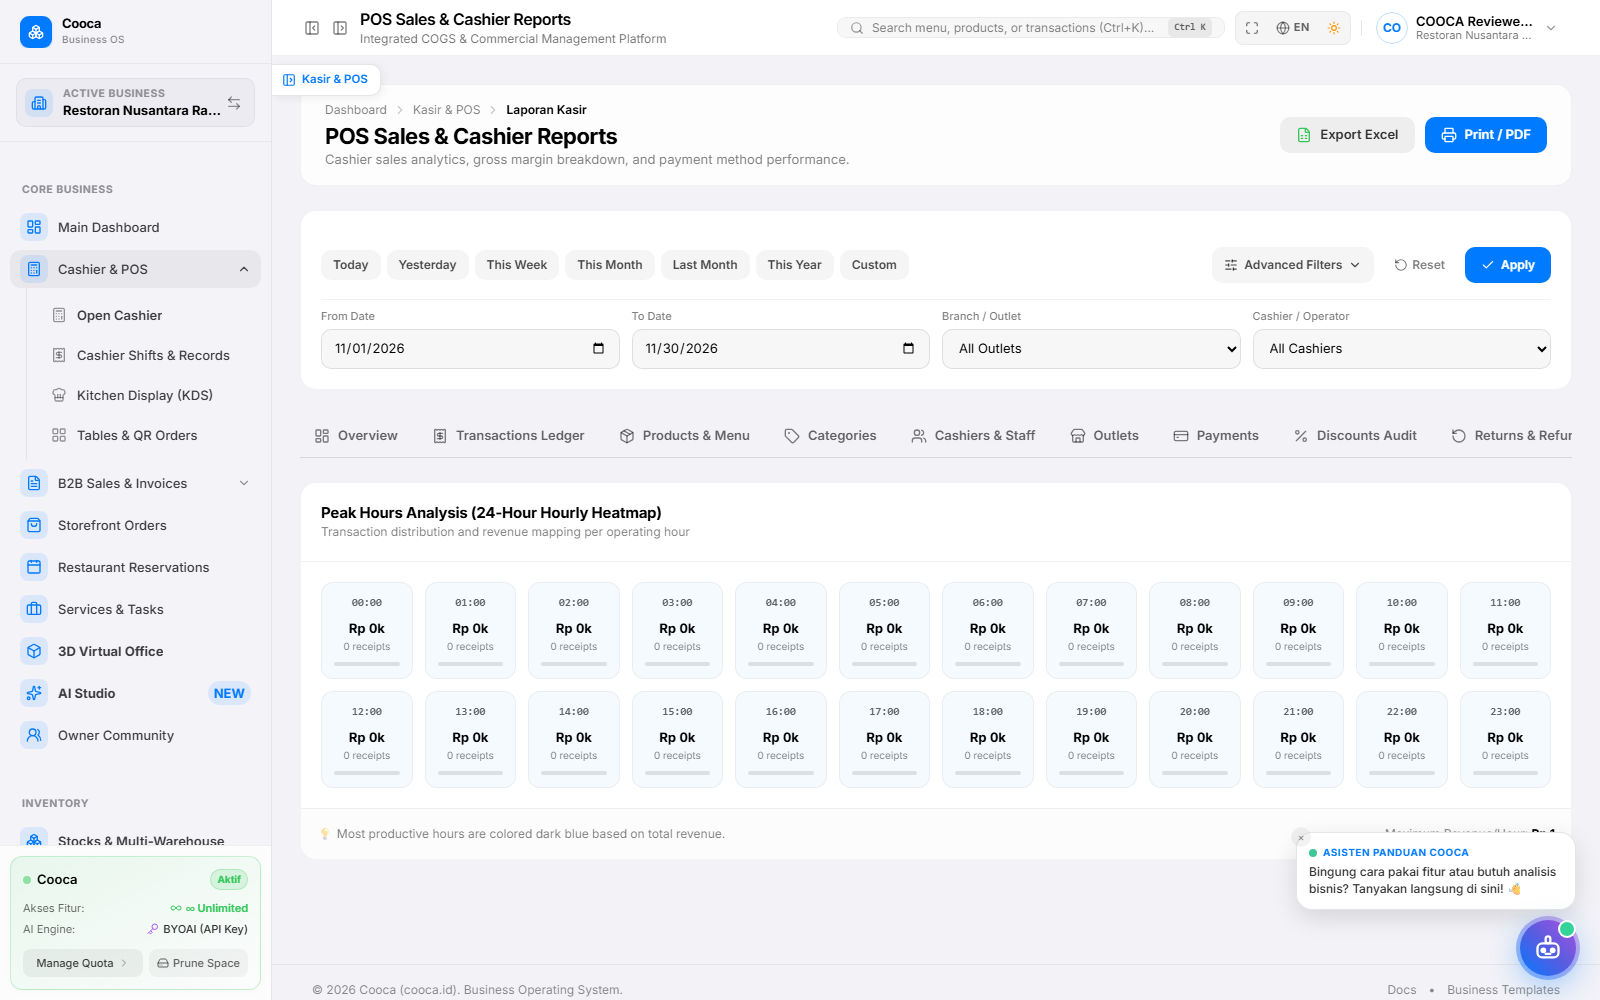 Cooca
Business OS
ACTIVE BUSINESS
Restoran Nusantara Ra...
CORE BUSINESS
Main Dashboard
Cashier & POS
Open Cashier
Cashier Shifts & Records
Kitchen Display (KDS)
Tables & QR Orders
B2B Sales & Invoices
Storefront Orders
Restaurant Reservations
Services & Tasks
3D Virtual Office
AI Studio NEW
Owner Community
INVENTORY
Stocks & Multi-Warehouse
Cooca Aktif
Akses Fitur: ∞ Unlimited
AI Engine: BYOAI (API Key)
Manage Quota Prune Space
POS Sales & Cashier Reports
Integrated COGS & Commercial Management Platform
Search menu, products, or transactions (Ctrl+K)... Ctrl K
EN
CO COOCA Reviewe...
Restoran Nusantara ...
Kasir & POS
Dashboard > Kasir & POS > Laporan Kasir
POS Sales & Cashier Reports
Cashier sales analytics, gross margin breakdown, and payment method performance.
Export Excel Print / PDF
Today Yesterday This Week This Month Last Month This Year Custom
Advanced Filters Reset Apply
From Date To Date Branch / Outlet Cashier / Operator
11/01/2026 11/30/2026 All Outlets All Cashiers
Overview Transactions Ledger Products & Menu Categories Cashiers & Staff Outlets Payments Discounts Audit Returns & Refur
Peak Hours Analysis (24-Hour Hourly Heatmap)
Transaction distribution and revenue mapping per operating hour
00:00 01:00 02:00 03:00 04:00 05:00 06:00 07:00 08:00 09:00 10:00 11:00
Rp 0k Rp 0k Rp 0k Rp 0k Rp 0k Rp 0k Rp 0k Rp 0k Rp 0k Rp 0k Rp 0k Rp 0k
0 receipts 0 receipts 0 receipts 0 receipts 0 receipts 0 receipts 0 receipts 0 receipts 0 receipts 0 receipts 0 receipts 0 receipts
12:00 13:00 14:00 15:00 16:00 17:00 18:00 19:00 20:00 21:00 22:00 23:00
Rp 0k Rp 0k Rp 0k Rp 0k Rp 0k Rp 0k Rp 0k Rp 0k Rp 0k Rp 0k Rp 0k Rp 0k
0 receipts 0 receipts 0 receipts 0 receipts 0 receipts 0 receipts 0 receipts 0 receipts 0 receipts 0 receipts 0 receipts 0 receipts
Most productive hours are colored dark blue based on total revenue.
Maximum Revenue/Hour: Rp 1
ASISTEN PANDUAN COOCA
Bingung cara pakai fitur atau butuh analisis
bisnis? Tanyakan langsung di sini! 👋
© 2026 Cooca (cooca.id). Business Operating System.
Docs • Business Templates